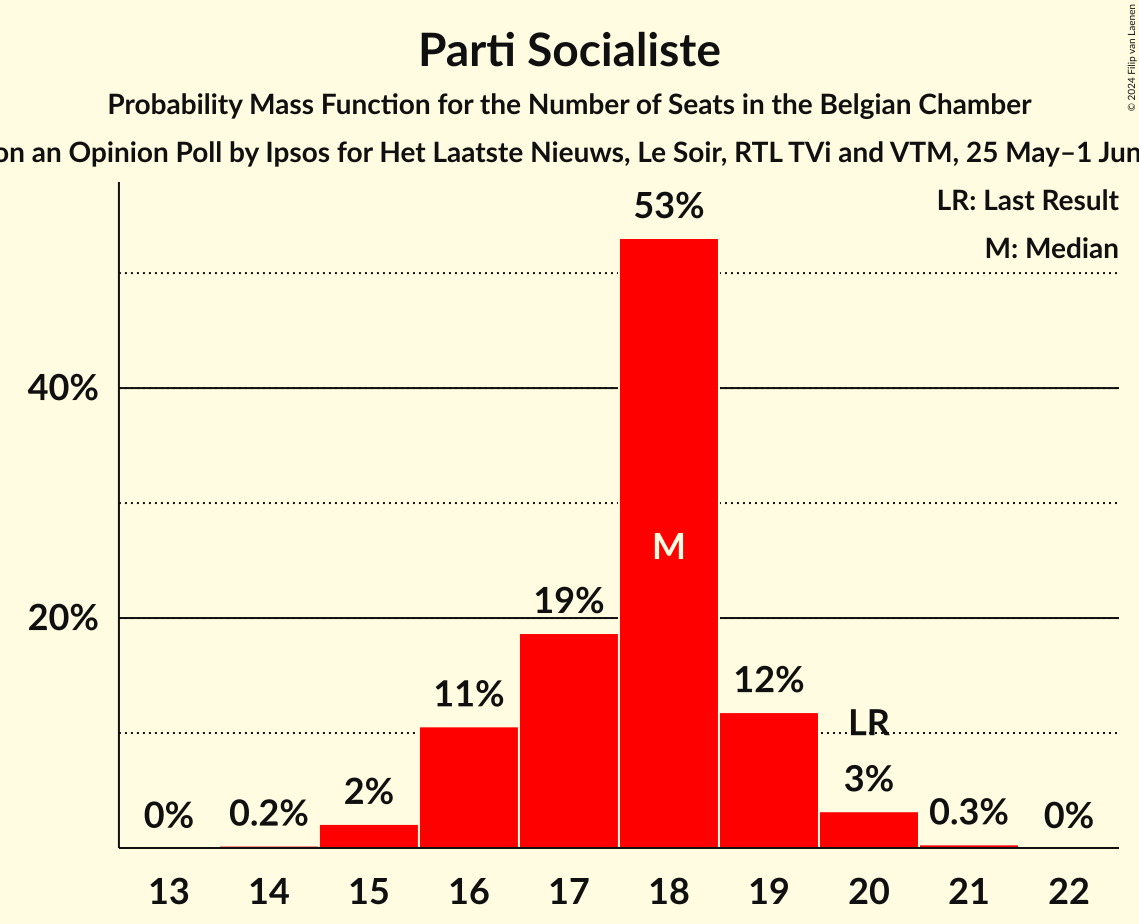 © 2024 Filip van Laenen
Parti Socialiste
Probability Mass Function for the Number of Seats in the Belgian Chamber
on an Opinion Poll by Ipsos for Het Laatste Nieuws, Le Soir, RTL TVi and VTM, 25 May–1 Jun
LR: Last Result
M: Median
53%
40%
M
19%
20%
12%
11%
LR
3%
2%
0%
0.2%
0.3%
0%
13 14 15 16 17 18 19 20 21 22